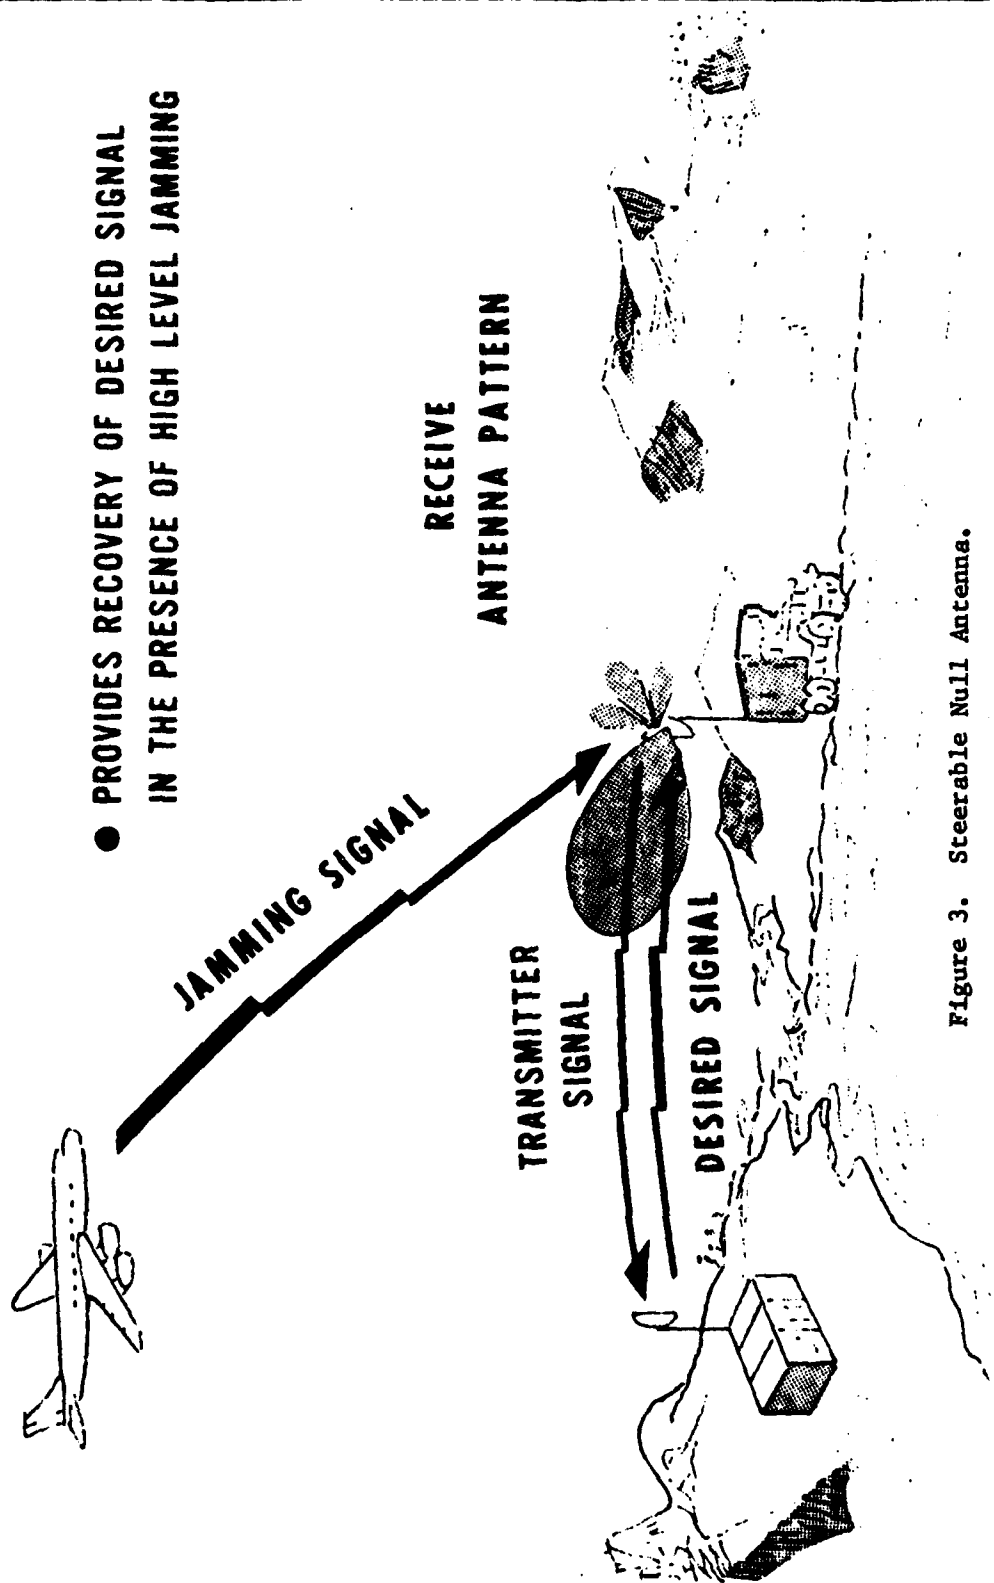 ● PROVIDES RECOVERY OF DESIRED SIGNAL
IN THE PRESENCE OF HIGH LEVEL JAMMING
JAMMING SIGNAL
RECEIVE
ANTENNA PATTERN
TRANSMITTER
SIGNAL
DESIRED SIGNAL
Figure 3. Steerable Null Antenna.